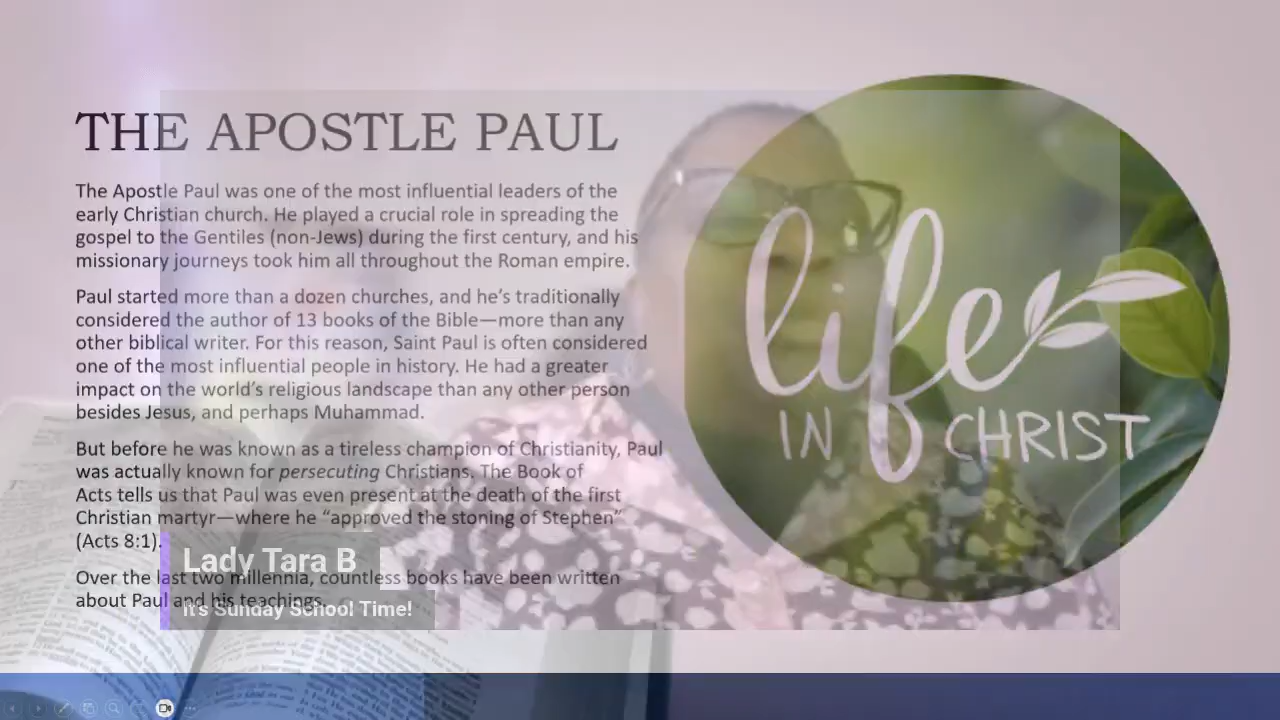 THE APOSTLE PAUL
The Apostle Paul was one of the most influential leaders of the
early Christian church. He played a crucial role in spreading the
gospel to the Gentiles (non-Jews) during the first century, and his
missionary journeys took him all throughout the Roman empire.
Paul started more than a dozen churches, and he's traditionally
considered the author of 13 books of the Bible—more than any
other biblical writer. For this reason, Saint Paul is often considered
one of the most influential people in history. He had a greater
impact on the world's religious landscape than any other person
besides Jesus, and perhaps Muhammad.
But before he was known as a tireless champion of Christianity, Paul
was actually known for persecuting Christians. The Book of
Acts tells us that Paul was even present at the death of the first
Christian martyr—where he “approved the stoning of Stephen”
(Acts 8:1).
Over the last two millennia, countless books have been written
about Paul and his teachings.
life
IN CHRIST
Lady Tara B
It's Sunday School Time!